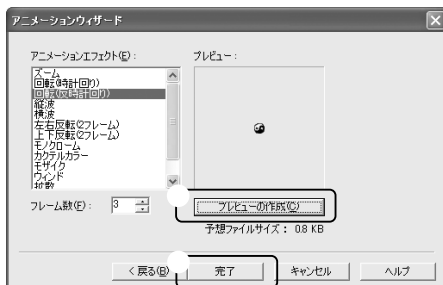 アニメーションウィザード
アニメーションエフェクト(E):
ズーム
回転(時計回り)
回転(反時計回り)
縦波
横波
左右反転(2フレーム)
上下反転(2フレーム)
モノクローム
カクテルカラー
モザイク
ウィンド
拡散
フレーム数(F): 3
プレビュー:
プレビューの作成(C)
予想ファイルサイズ: 0.8 KB
< 戻る(B)
完了
キャンセル
ヘルプ